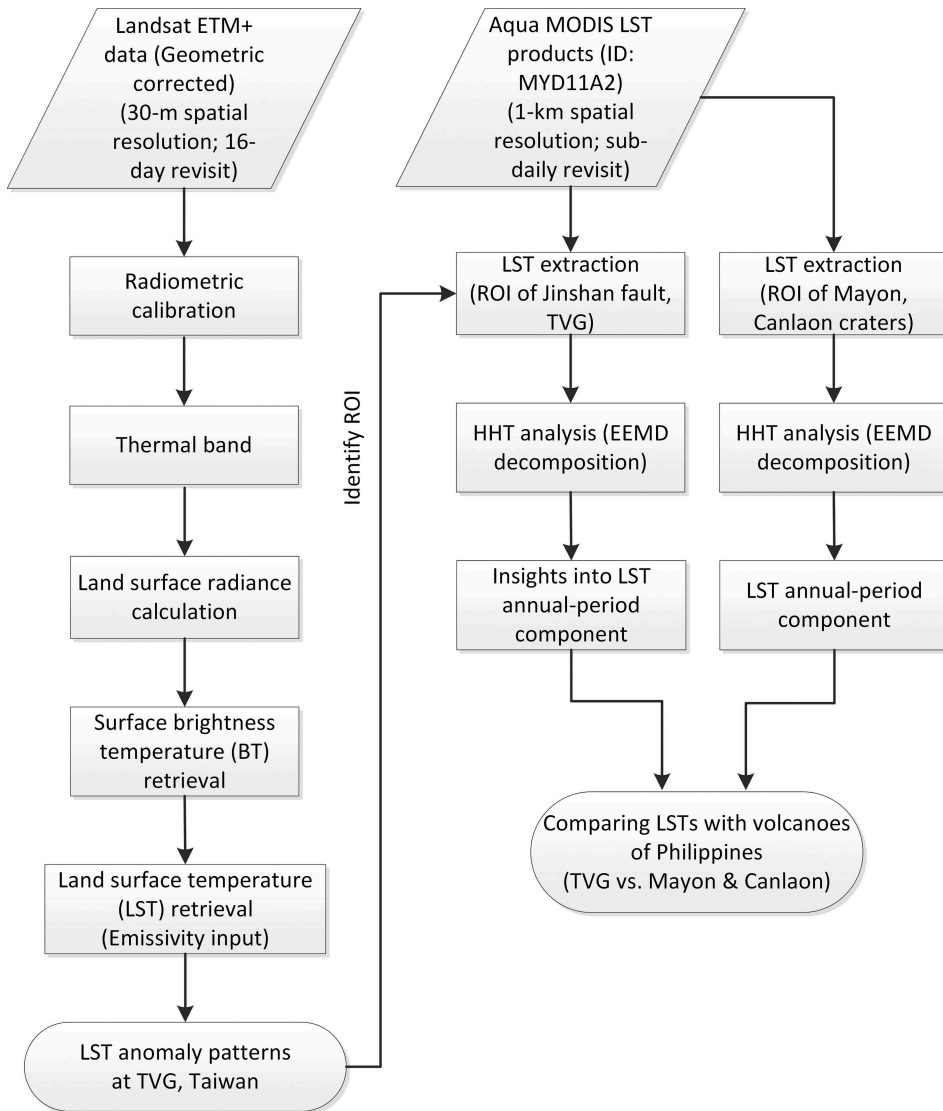 Landsat ETM+
data (Geometric
corrected)
(30-m spatial
resolution; 16-
day revisit)
Radiometric
calibration
Thermal band
Land surface radiance
calculation
Surface brightness
temperature (BT)
retrieval
Land surface temperature
(LST) retrieval
(Emissivity input)
LST anomaly patterns
at TVG, Taiwan
Identify ROI
Aqua MODIS LST
products (ID:
MYD11A2)
(1-km spatial
resolution; sub-
daily revisit)
LST extraction
(ROI of Jinshan fault,
TVG)
HHT analysis (EEMD
decomposition)
Insights into LST
annual-period
component
LST extraction
(ROI of Mayon,
Canlaon craters)
HHT analysis (EEMD
decomposition)
LST annual-period
component
Comparing LSTs with volcanoes
of Philippines
(TVG vs. Mayon & Canlaon)